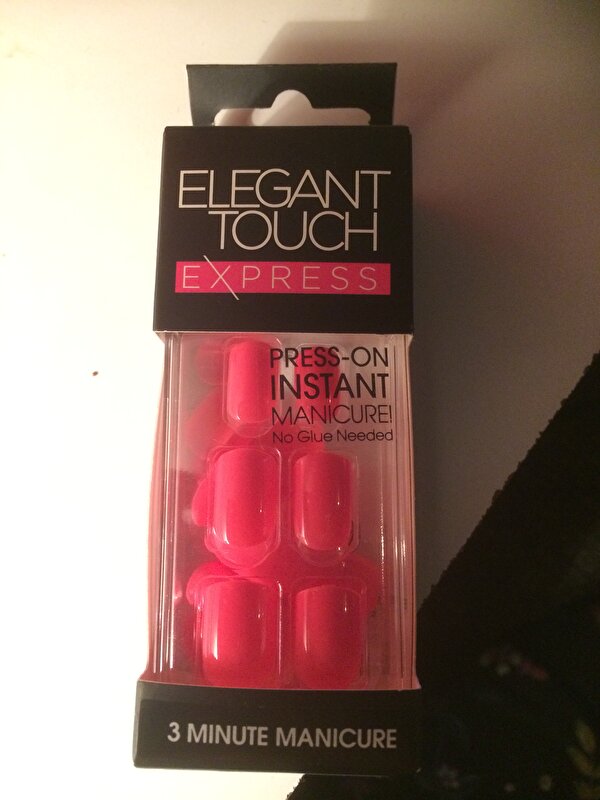 ELEGANT
TOUCH
EXPRESS
PRESS-ON
INSTANT
MANICURE!
No Glue Needed
3 MINUTE MANICURE